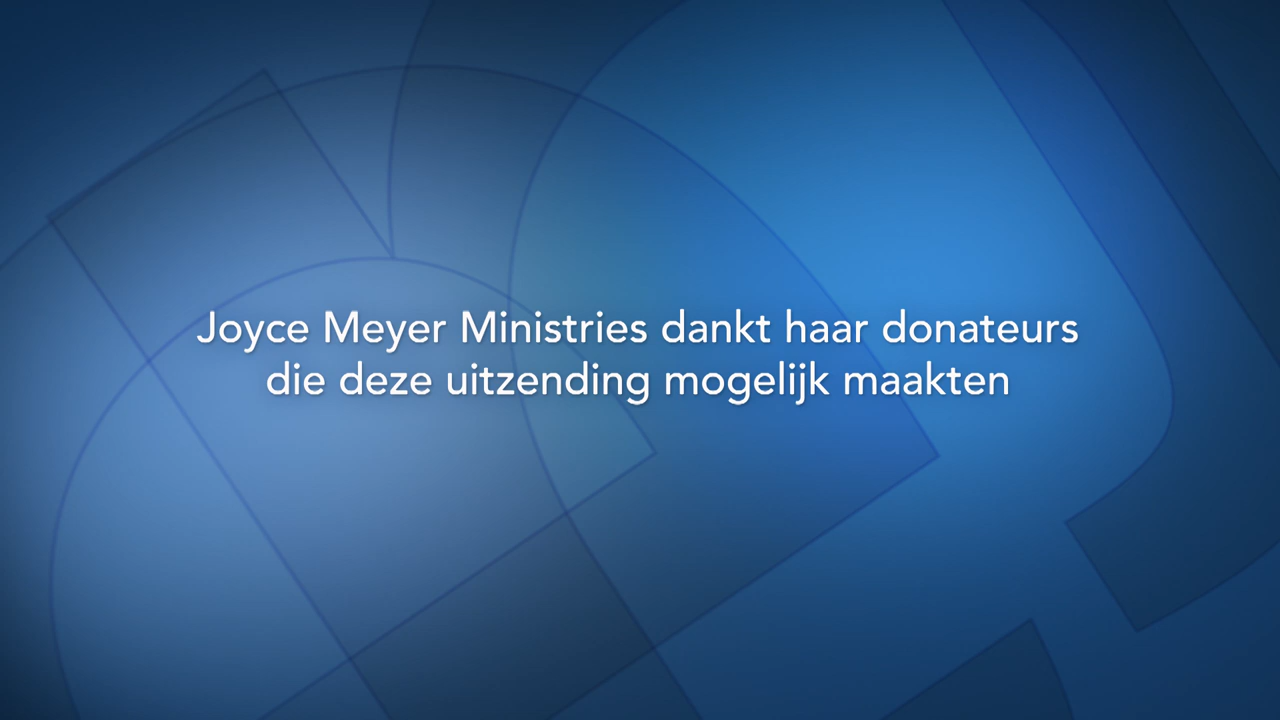 Joyce Meyer Ministries dankt haar donateurs
die deze uitzending mogelijk maakten